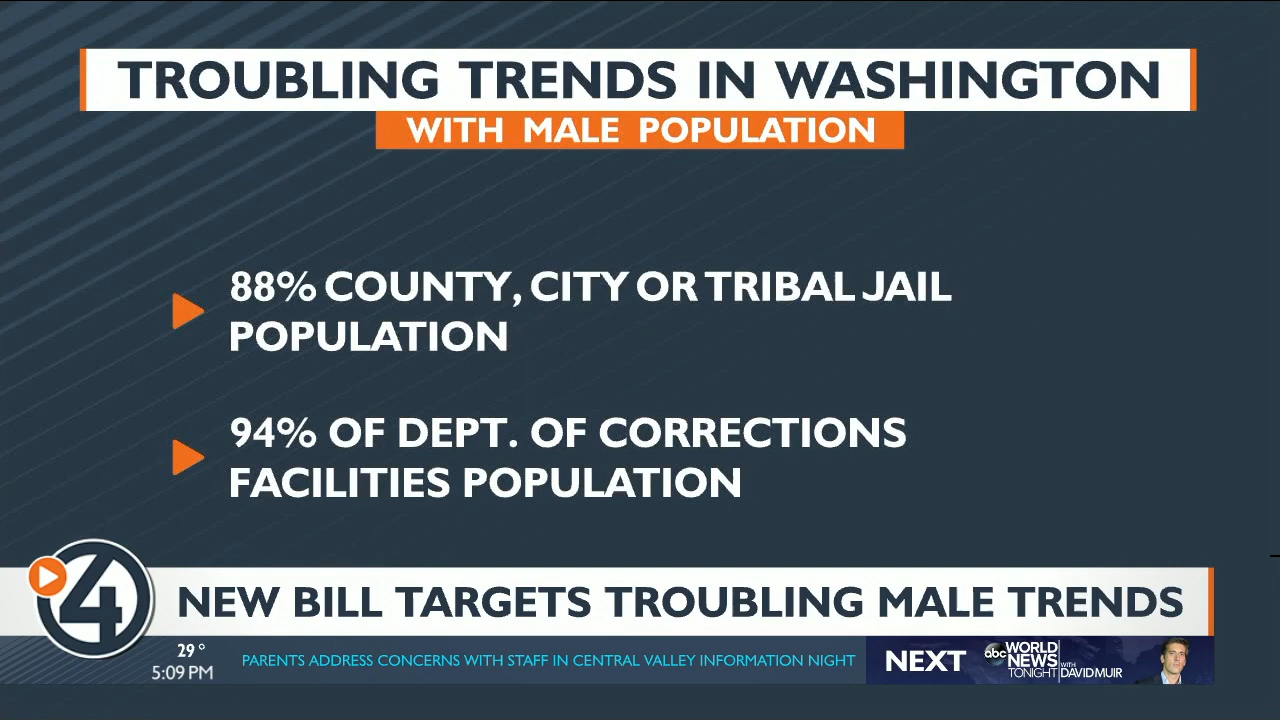 TROUBLING TRENDS IN WASHINGTON
WITH MALE POPULATION
88% COUNTY, CITY OR TRIBAL JAIL
POPULATION
94% OF DEPT. OF CORRECTIONS
FACILITIES POPULATION
4
NEW BILL TARGETS TROUBLING MALE TRENDS
29°
5:09 PM
PARENTS ADDRESS CONCERNS WITH STAFF IN CENTRAL VALLEY INFORMATION NIGHT
NEXT
abc WORLD
NEWS
TONIGHT WITH DAVID MUIR